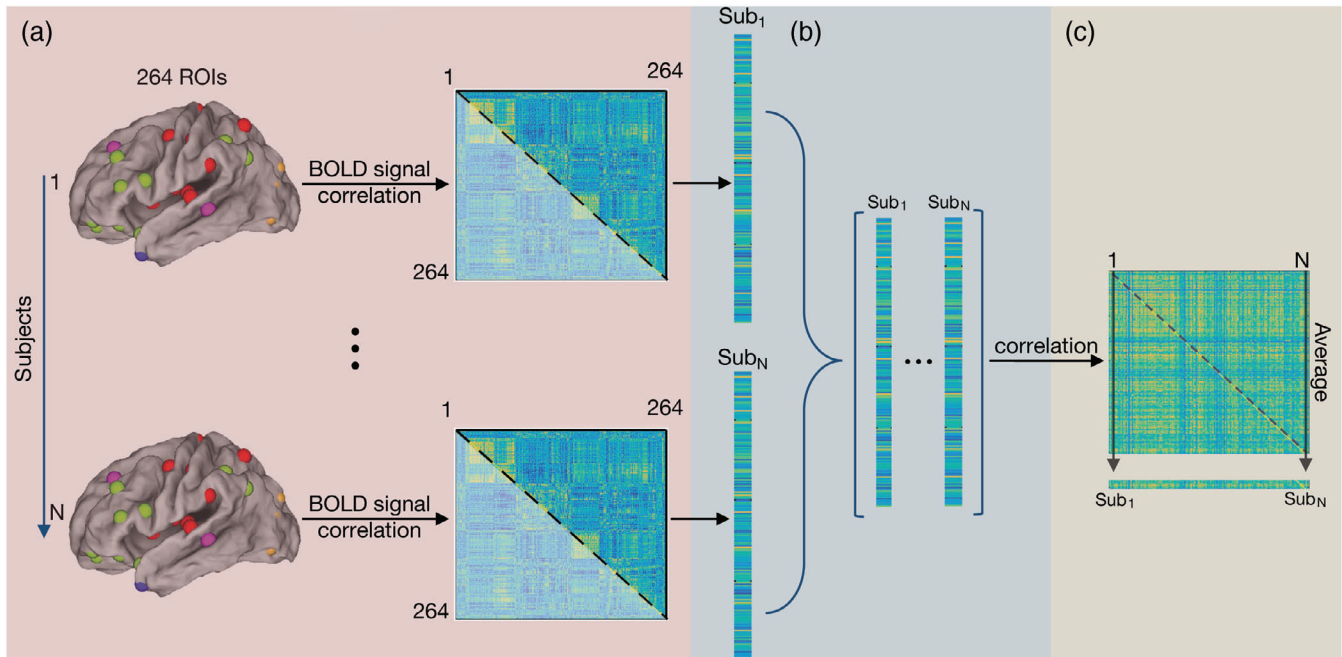 (a)
264 ROIs
1
BOLD signal
correlation
1
264
264
Subjects
N
BOLD signal
correlation
1
264
264
Sub1
SubN
(b)
Sub1
SubN
correlation
(c)
1
N
Average
Sub1
SubN